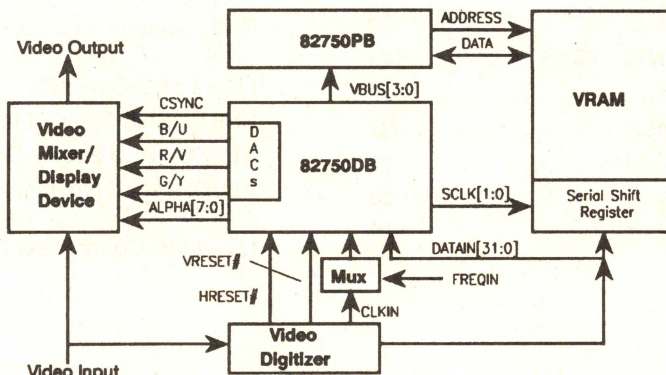 Video Output
82750PB
ADDRESS
DATA
VRAM
VBUS[3:0]
Video
Mixer/
Display
Device
CSYNC
B/U
R/V
G/Y
ALPHA[7:0]
D
A
C
s
82750DB
SCLK[1:0]
Serial Shift
Register
DATAIN[31:0]
VRESET#
HRESET#
Mux
FREQIN
CLKIN
Video
Digitizer
Video Input